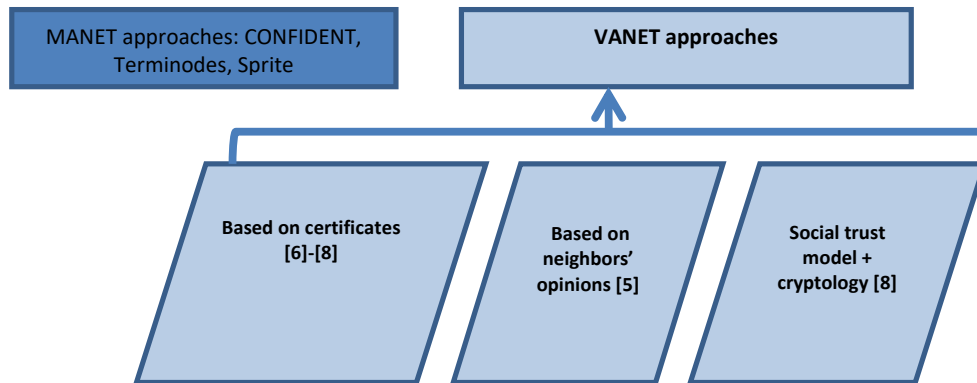 MANET approaches: CONFIDENT,
Terminodes, Sprite
VANET approaches
Based on certificates
[6]-[8]
Based on
neighbors’
opinions [5]
Social trust
model +
cryptology [8]